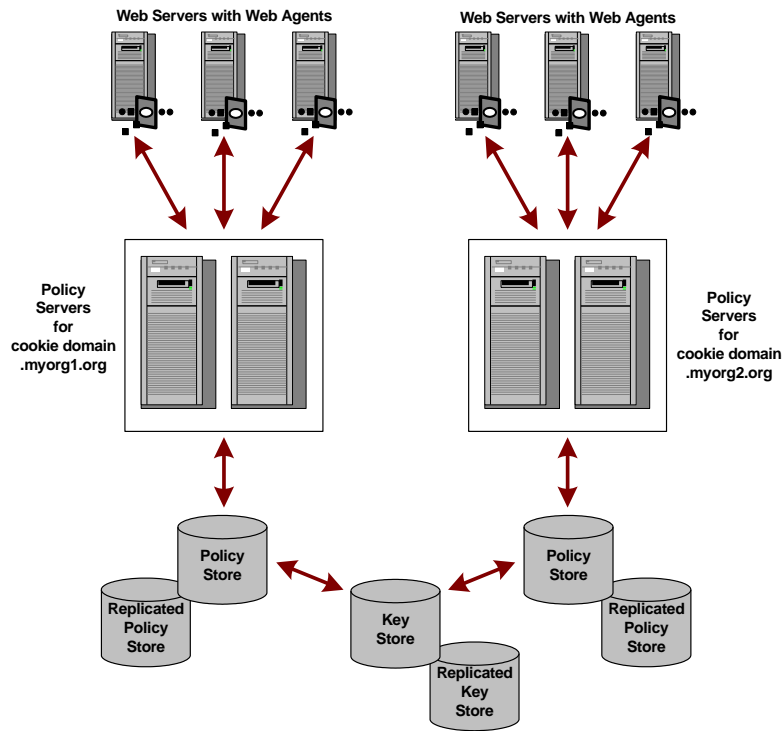 Web Servers with Web Agents
Web Servers with Web Agents
Policy
Servers
for
cookie domain
.myorg1.org
Policy
Servers
for
cookie domain
.myorg2.org
Policy
Store
Replicated
Policy
Store
Key
Store
Replicated
Key
Store
Policy
Store
Replicated
Policy
Store